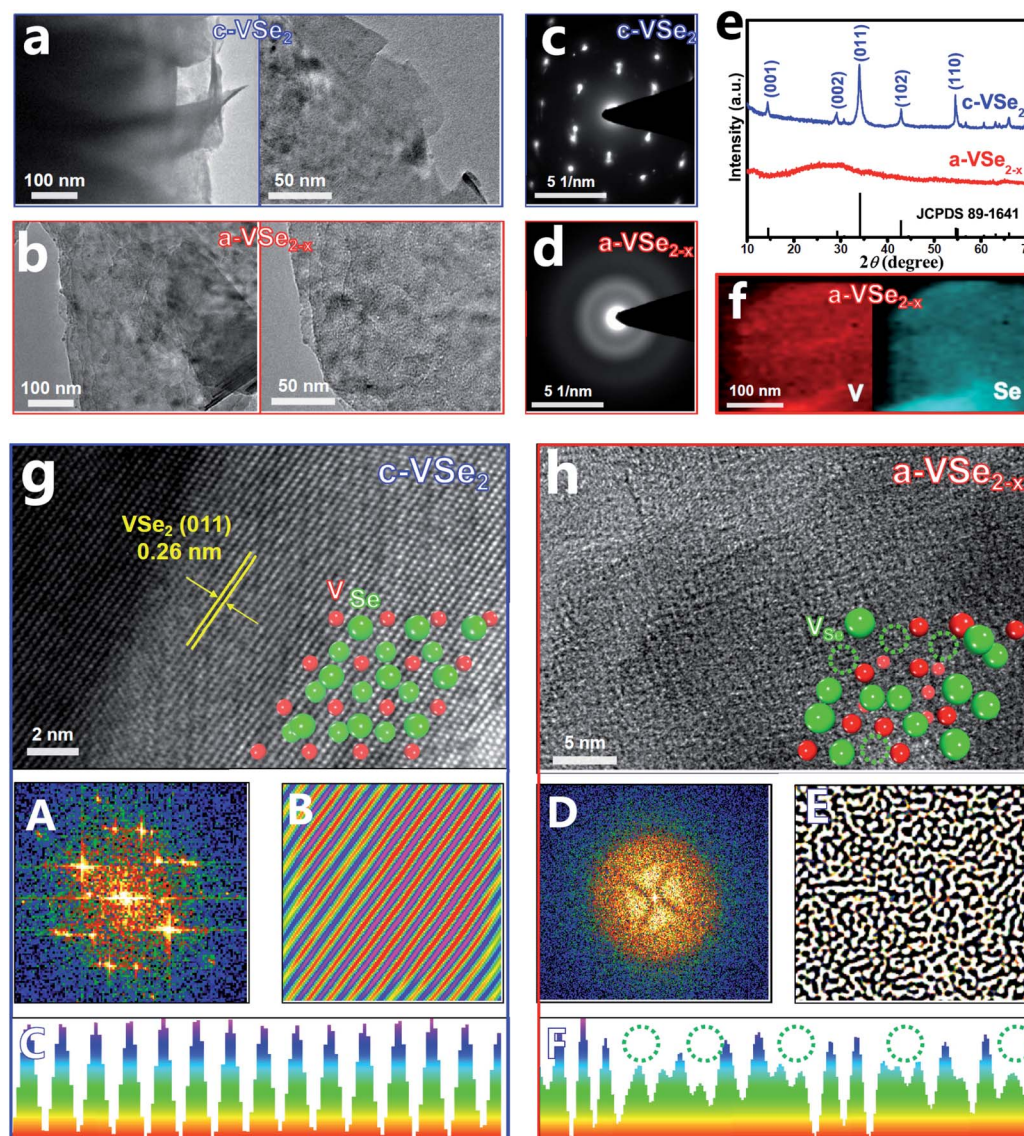 a
c-VSe₂
100 nm
50 nm
b
a-VSe₂₋ₓ
100 nm
50 nm
c
c-VSe₂
5 1/nm
d
a-VSe₂₋ₓ
5 1/nm
e
Intensity (a.u.)
(001)
(002)
(011)
(102)
(110)
c-VSe₂
a-VSe₂₋ₓ
JCPDS 89-1641
10 20 30 40 50 60 7
2θ (degree)
f
a-VSe₂₋ₓ
100 nm
V
Se
g
c-VSe₂
VSe₂ (011)
0.26 nm
V
Se
2 nm
h
a-VSe₂₋ₓ
V_Se
5 nm
A
B
C
D
E
F